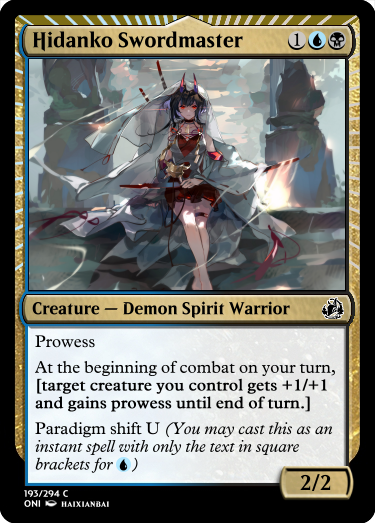 Hidanko Swordmaster 1
Creature — Demon Spirit Warrior
Prowess
At the beginning of combat on your turn,
[target creature you control gets +1/+1
and gains prowess until end of turn.]
Paradigm shift U (You may cast this as an
instant spell with only the text in square
brackets for )
2/2
193/294 C
ONI HAIXIANBAI